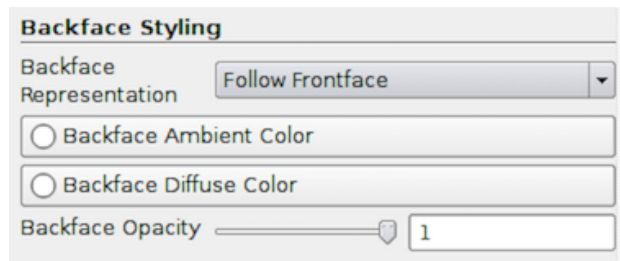 Backface Styling
Backface
Representation
Follow Frontface
Backface Ambient Color
Backface Diffuse Color
Backface Opacity
1